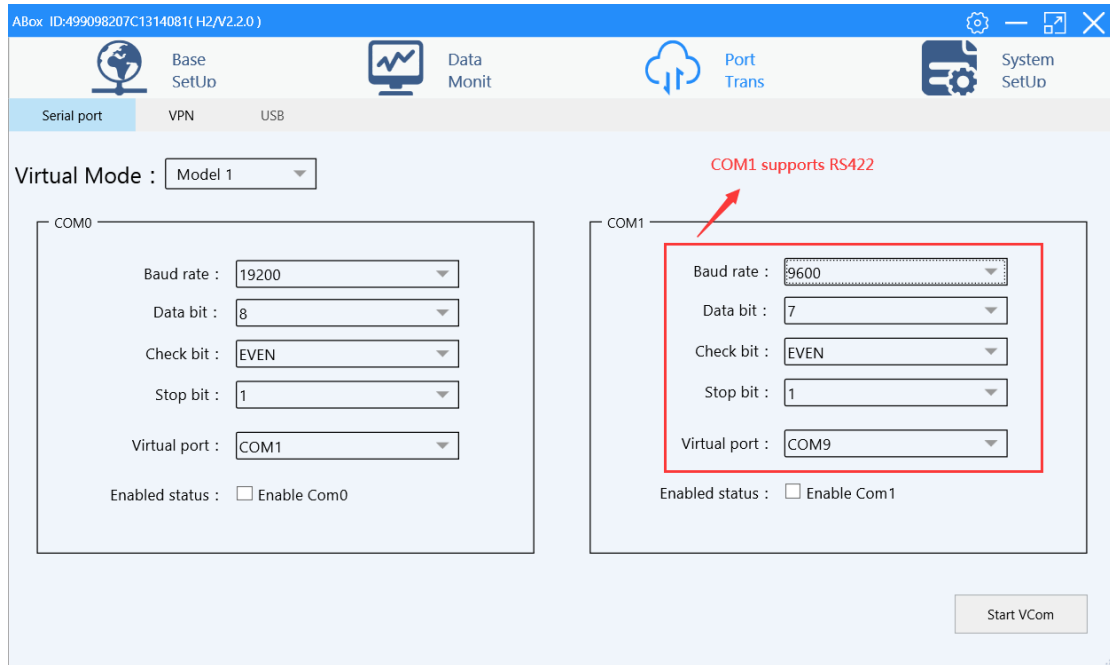 ABox ID:499098207C1314081( H2/V2.2.0 )
Base
SetUp
Data
Monit
Port
Trans
System
SetUp
Serial port
VPN
USB
Virtual Mode : Model 1
COM1 supports RS422
COM0
Baud rate : 19200
Data bit : 8
Check bit : EVEN
Stop bit : 1
Virtual port : COM1
Enabled status : Enable Com0
COM1
Baud rate : 9600
Data bit : 7
Check bit : EVEN
Stop bit : 1
Virtual port : COM9
Enabled status : Enable Com1
Start VCom